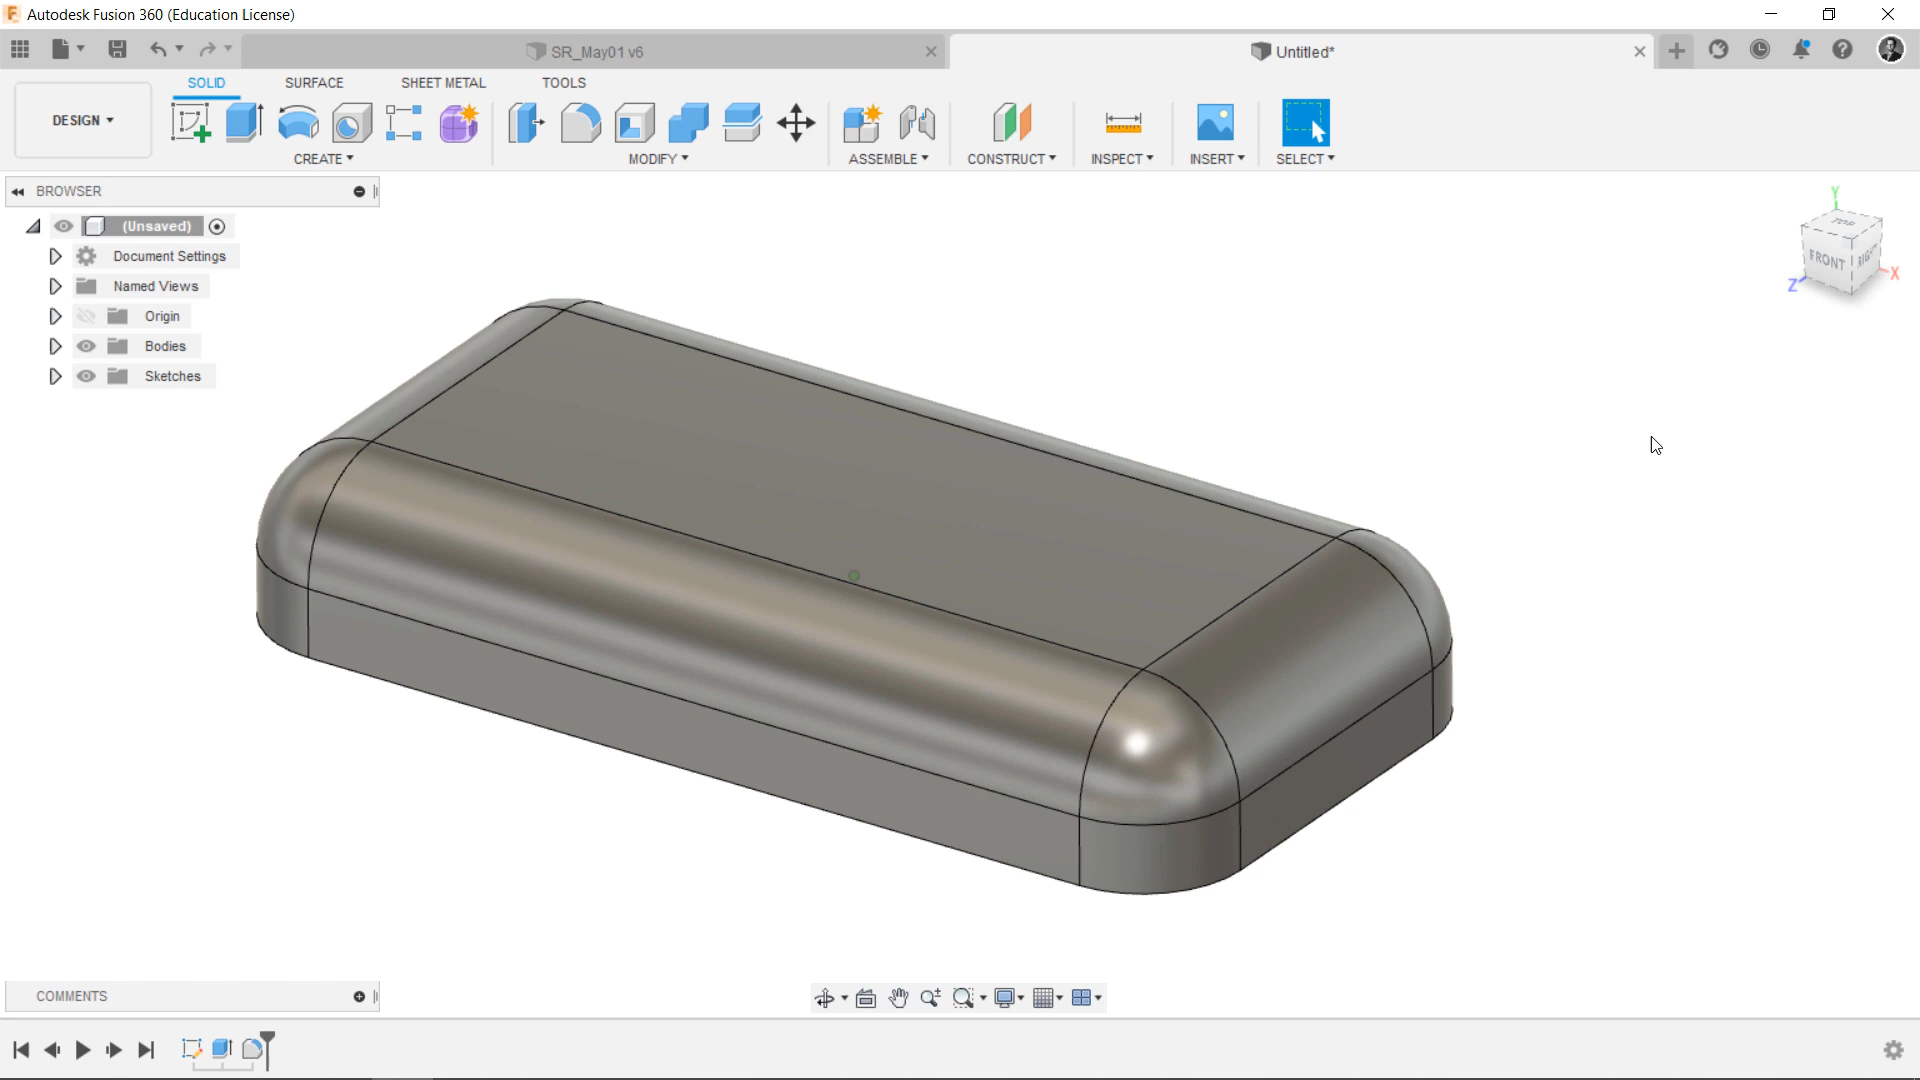 Autodesk Fusion 360 (Education License)
SR_May01 v6
Untitled*
SOLID
SURFACE
SHEET METAL
TOOLS
DESIGN
CREATE
MODIFY
ASSEMBLE
CONSTRUCT
INSPECT
INSERT
SELECT
BROWSER
(Unsaved)
Document Settings
Named Views
Origin
Bodies
Sketches
Y
TOP
FRONT
RIGHT
X
Z
COMMENTS